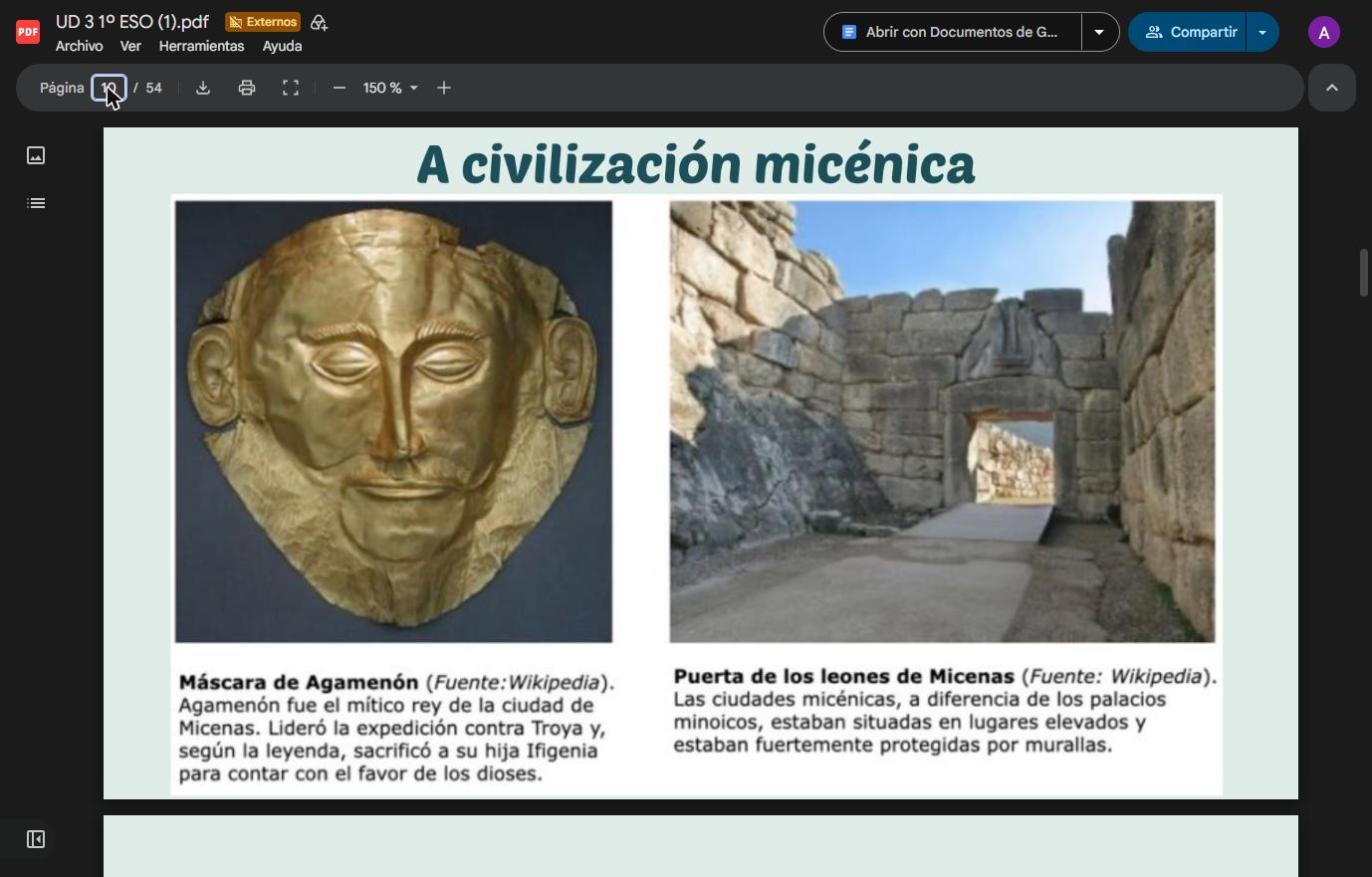 PDF
UD 3 1º ESO (1).pdf
Externos
Archivo Ver Herramientas Ayuda
Abrir con Documentos de G...
Compartir
A
Página 10 / 54
150 %
A civilización micénica
Máscara de Agamenón (Fuente:Wikipedia).
Agamenón fue el mítico rey de la ciudad de
Micenas. Lideró la expedición contra Troya y,
según la leyenda, sacrificó a su hija Ifigenia
para contar con el favor de los dioses.
Puerta de los leones de Micenas (Fuente: Wikipedia).
Las ciudades micénicas, a diferencia de los palacios
minoicos, estaban situadas en lugares elevados y
estaban fuertemente protegidas por murallas.